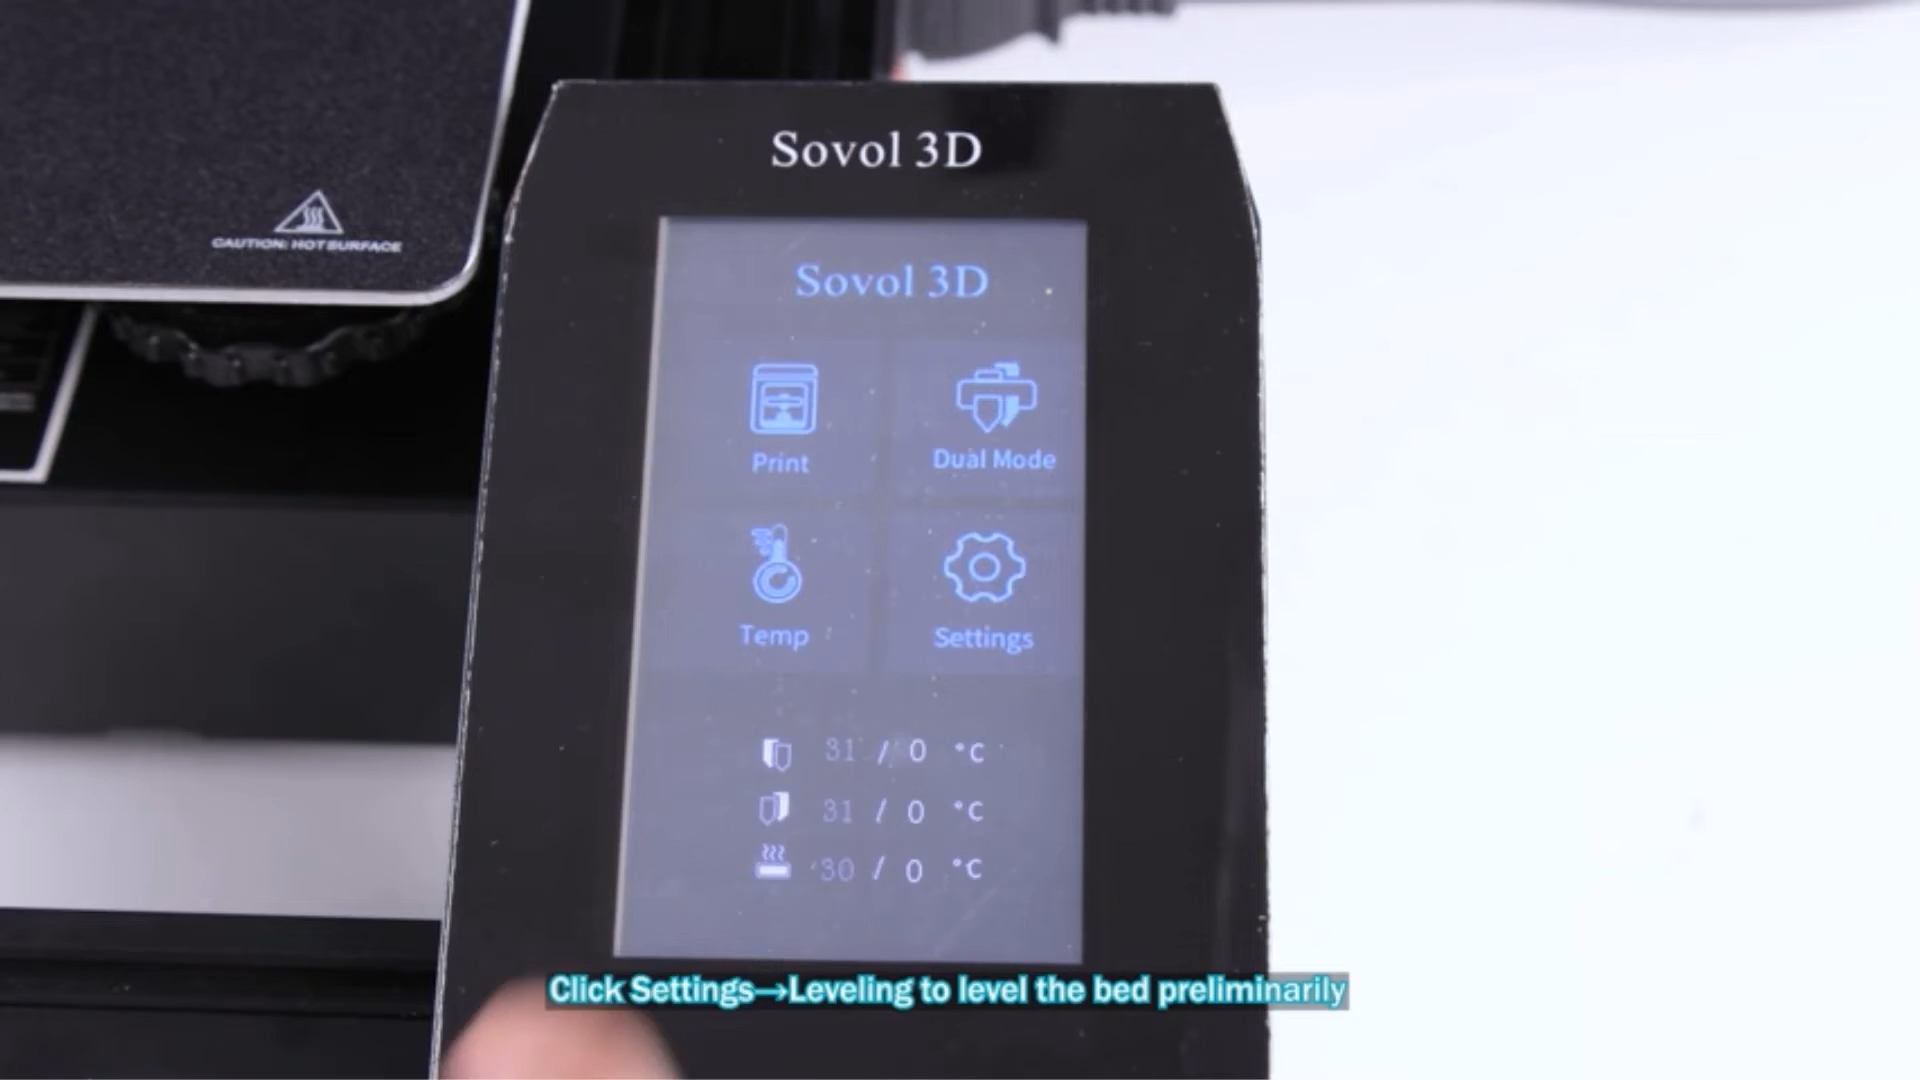 Sovol 3D
CAUTION: HOT SURFACE
Sovol 3D
Print
Dual Mode
Temp
Settings
31 / 0 °C
31 / 0 °C
30 / 0 °C
Click Settings→Leveling to level the bed preliminarily